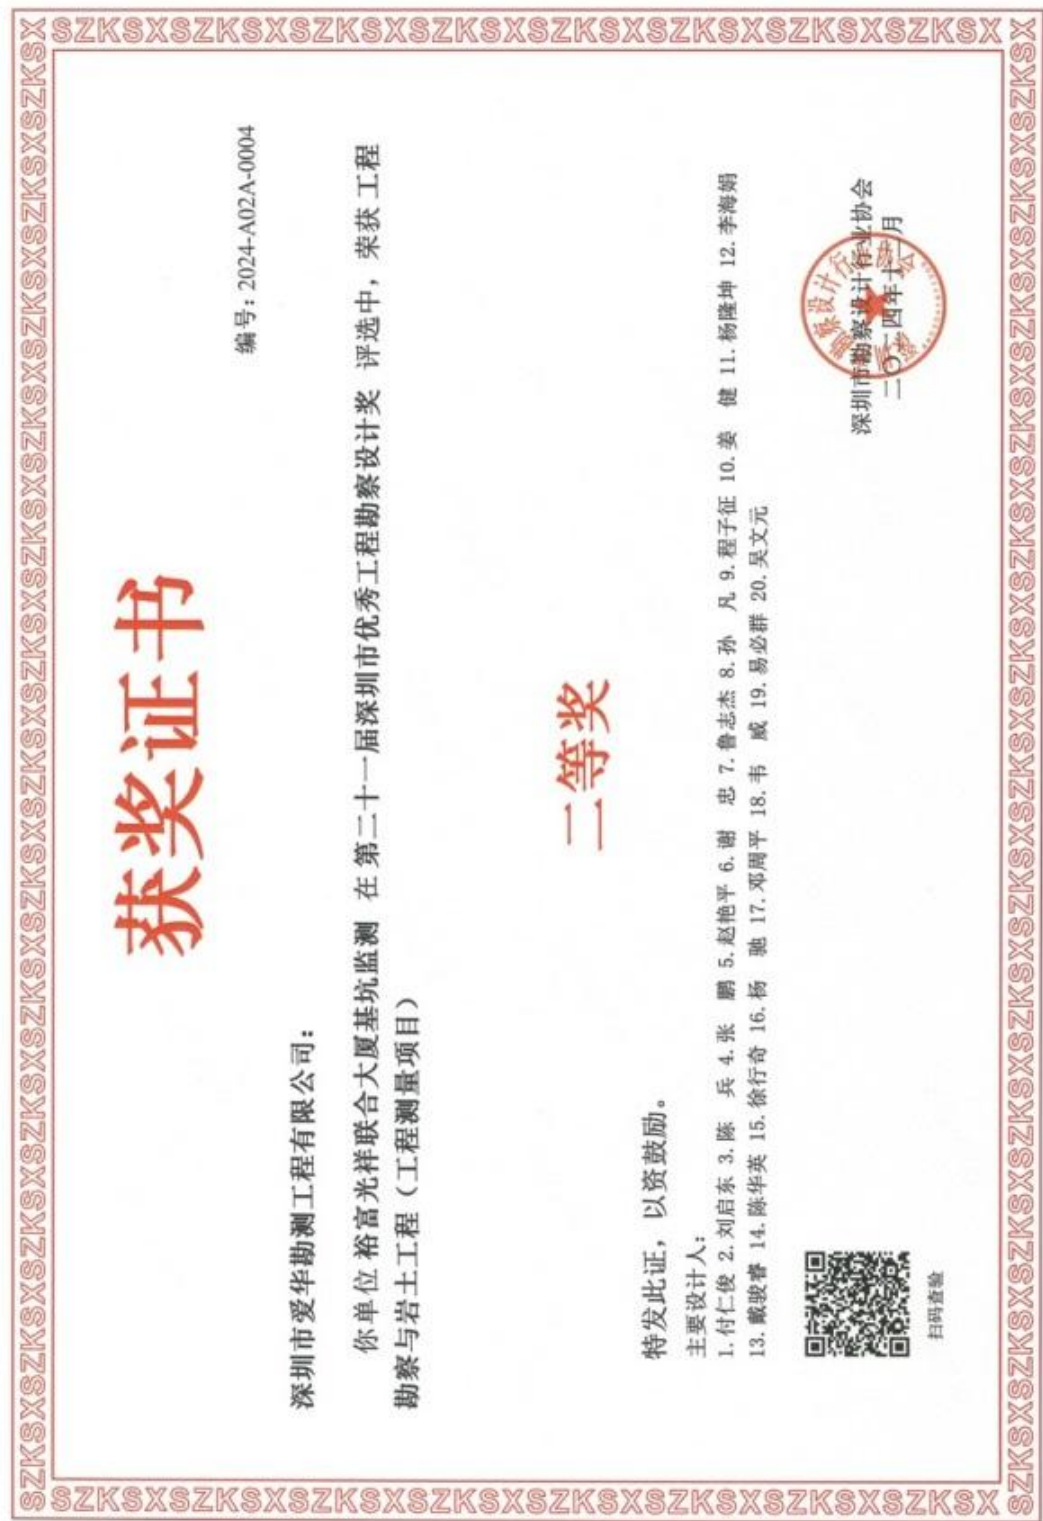 获奖证书
编号：2024-A02A-0004
深圳市爱华勘测工程有限公司：
你单位 裕富光祥联合大厦基坑监测 在 第二十一届深圳市优秀工程勘察设计奖 评选中，荣获 工程
勘察与岩土工程（工程测量项目）
二等奖
特发此证，以资鼓励。
主要设计人：
1.付仁俊 2.刘启东 3.陈 兵 4.张 鹏 5.赵艳平 6.谢 忠 7.鲁志杰 8.孙 凡 9.程子征 10.姜 健 11.杨隆坤 12.李海娟
13.戴骏睿 14.陈华英 15.徐行奇 16.杨 驰 17.邓周平 18.韦 威 19.易必群 20.吴文元
深圳市勘察设计行业协会
二〇二四年十一月
扫码查验